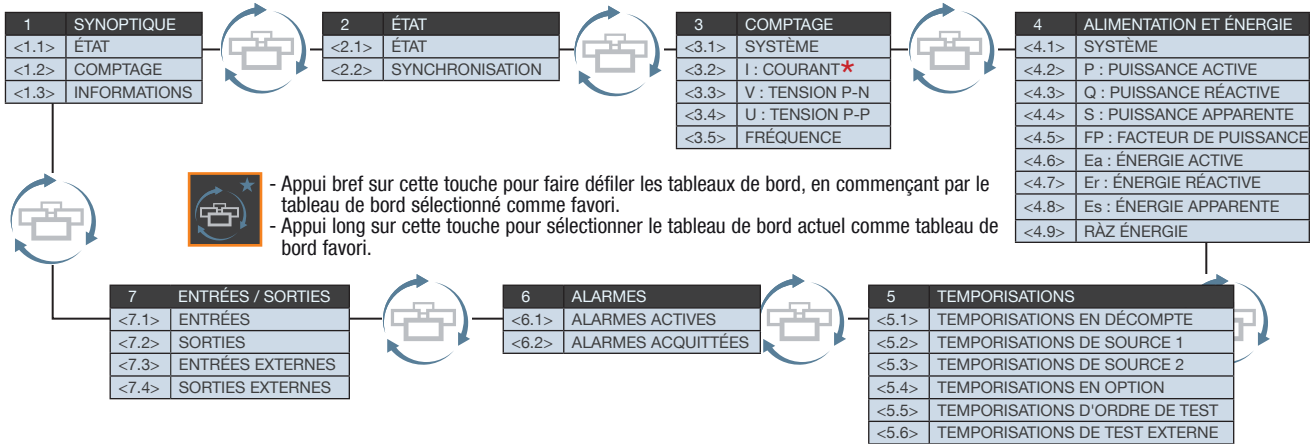 1 SYNOPTIQUE
<1.1> ÉTAT
<1.2> COMPTAGE
<1.3> INFORMATIONS
2 ÉTAT
<2.1> ÉTAT
<2.2> SYNCHRONISATION
3 COMPTAGE
<3.1> SYSTÈME
<3.2> I : COURANT*
<3.3> V : TENSION P-N
<3.4> U : TENSION P-P
<3.5> FRÉQUENCE
4 ALIMENTATION ET ÉNERGIE
<4.1> SYSTÈME
<4.2> P : PUISSANCE ACTIVE
<4.3> Q : PUISSANCE RÉACTIVE
<4.4> S : PUISSANCE APPARENTE
<4.5> FP : FACTEUR DE PUISSANCE
<4.6> Ea : ÉNERGIE ACTIVE
<4.7> Er : ÉNERGIE RÉACTIVE
<4.8> Es : ÉNERGIE APPARENTE
<4.9> RÀZ ÉNERGIE
- Appui bref sur cette touche pour faire défiler les tableaux de bord, en commençant par le
tableau de bord sélectionné comme favori.
- Appui long sur cette touche pour sélectionner le tableau de bord actuel comme tableau de
bord favori.
7 ENTRÉES / SORTIES
<7.1> ENTRÉES
<7.2> SORTIES
<7.3> ENTRÉES EXTERNES
<7.4> SORTIES EXTERNES
6 ALARMES
<6.1> ALARMES ACTIVES
<6.2> ALARMES ACQUITTÉES
5 TEMPORISATIONS
<5.1> TEMPORISATIONS EN DÉCOMPTE
<5.2> TEMPORISATIONS DE SOURCE 1
<5.3> TEMPORISATIONS DE SOURCE 2
<5.4> TEMPORISATIONS EN OPTION
<5.5> TEMPORISATIONS D'ORDRE DE TEST
<5.6> TEMPORISATIONS DE TEST EXTERNE